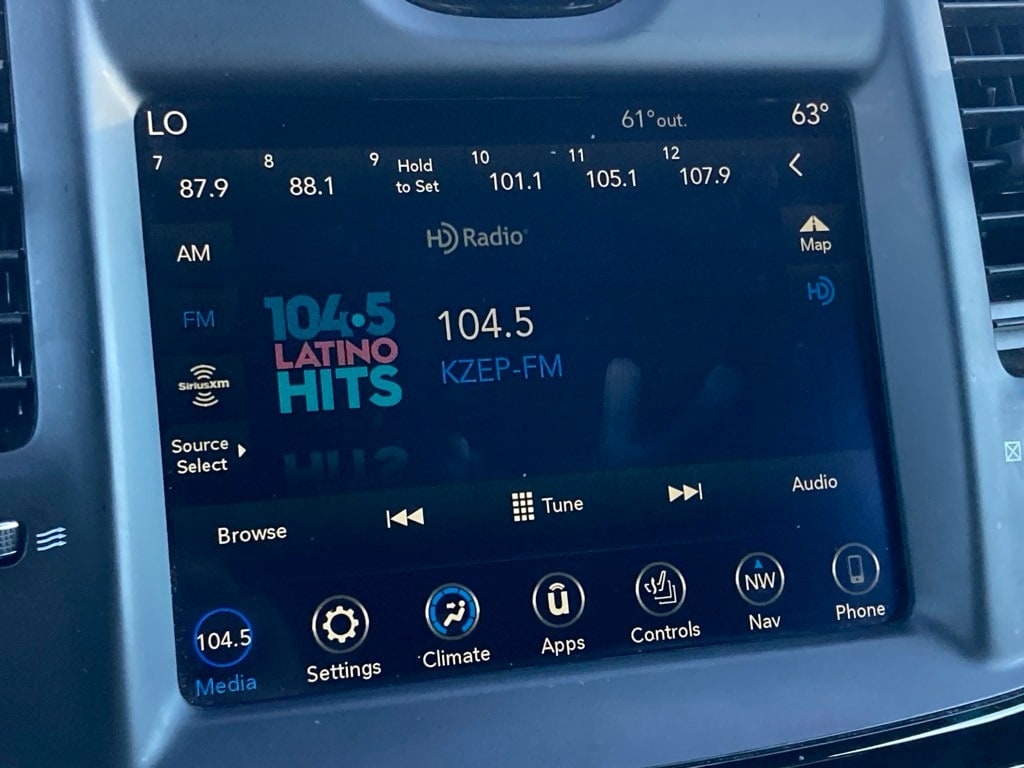 LO 61° out. 63°
7 8 9 10 11 12
87.9 88.1 Hold to Set 101.1 105.1 107.9
AM
HD Radio
Map
HD
FM
104.5
LATINO
HITS
104.5
KZEP-FM
SiriusXM
Source
Select
Browse
Tune
Audio
104.5
Media
Settings
Climate
u
Apps
Controls
NW
Nav
Phone